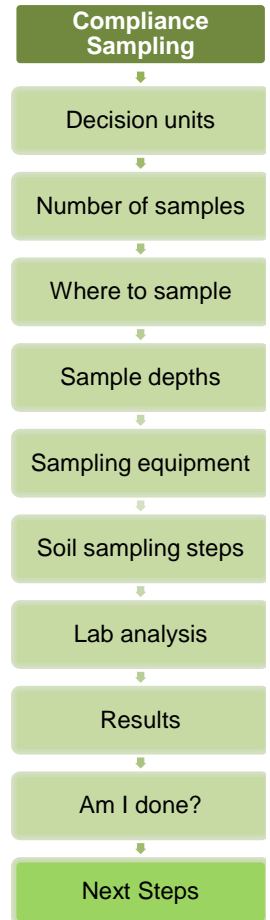 Compliance
Sampling
Decision units
Number of samples
Where to sample
Sample depths
Sampling equipment
Soil sampling steps
Lab analysis
Results
Am I done?
Next Steps